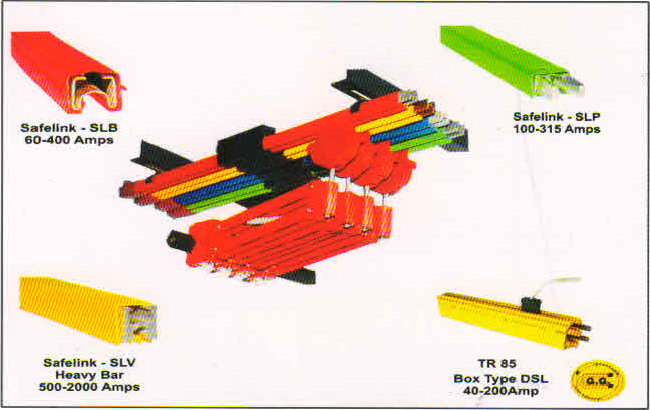 Safelink - SLB
60-400 Amps
Safelink - SLP
100-315 Amps
Safelink - SLV
Heavy Bar
500-2000 Amps
TR 85
Box Type DSL
40-200Amp
G.G.